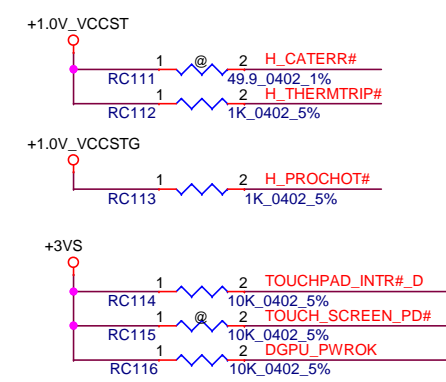 +1.0V_VCCST
1 @ 2 H_CATERR#
RC111 49.9_0402_1%
1 2 H_THERMTRIP#
RC112 1K_0402_5%
+1.0V_VCCSTG
1 2 H_PROCHOT#
RC113 1K_0402_5%
+3VS
1 2 TOUCHPAD_INTR#_D
RC114 10K_0402_5%
1 @ 2 TOUCH_SCREEN_PD#
RC115 10K_0402_5%
1 2 DGPU_PWROK
RC116 10K_0402_5%